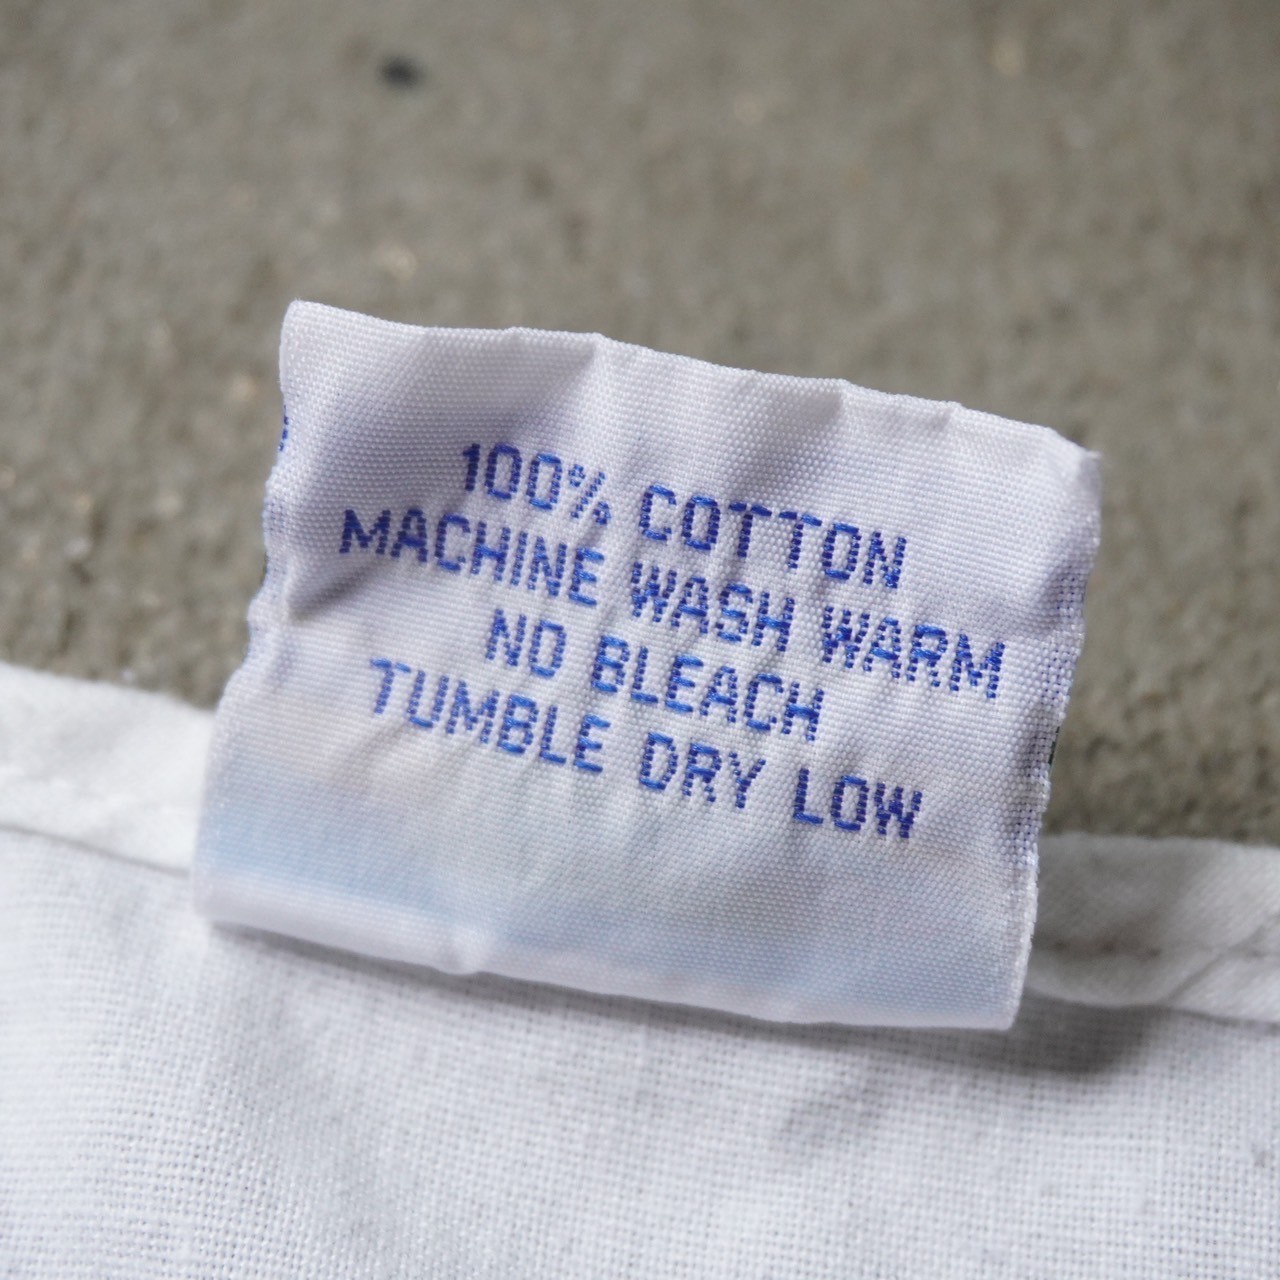 100% COTTON
MACHINE WASH WARM
NO BLEACH
TUMBLE DRY LOW